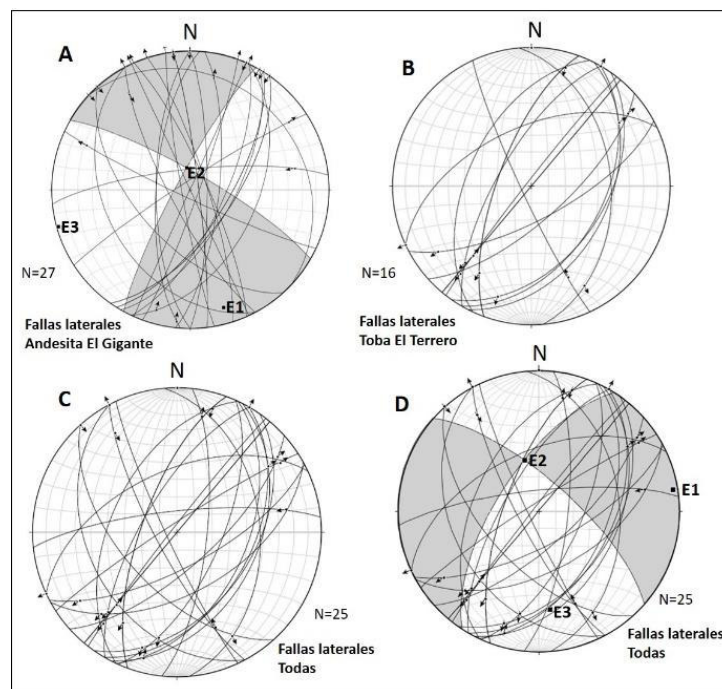 N
A
E2
E3
N=27
E1
Fallas laterales
Andesita El Gigante
N
B
N=16
Fallas laterales
Toba El Terrero
N
C
N=25
Fallas laterales
Todas
N
D
E2
E1
E3
N=25
Fallas laterales
Todas